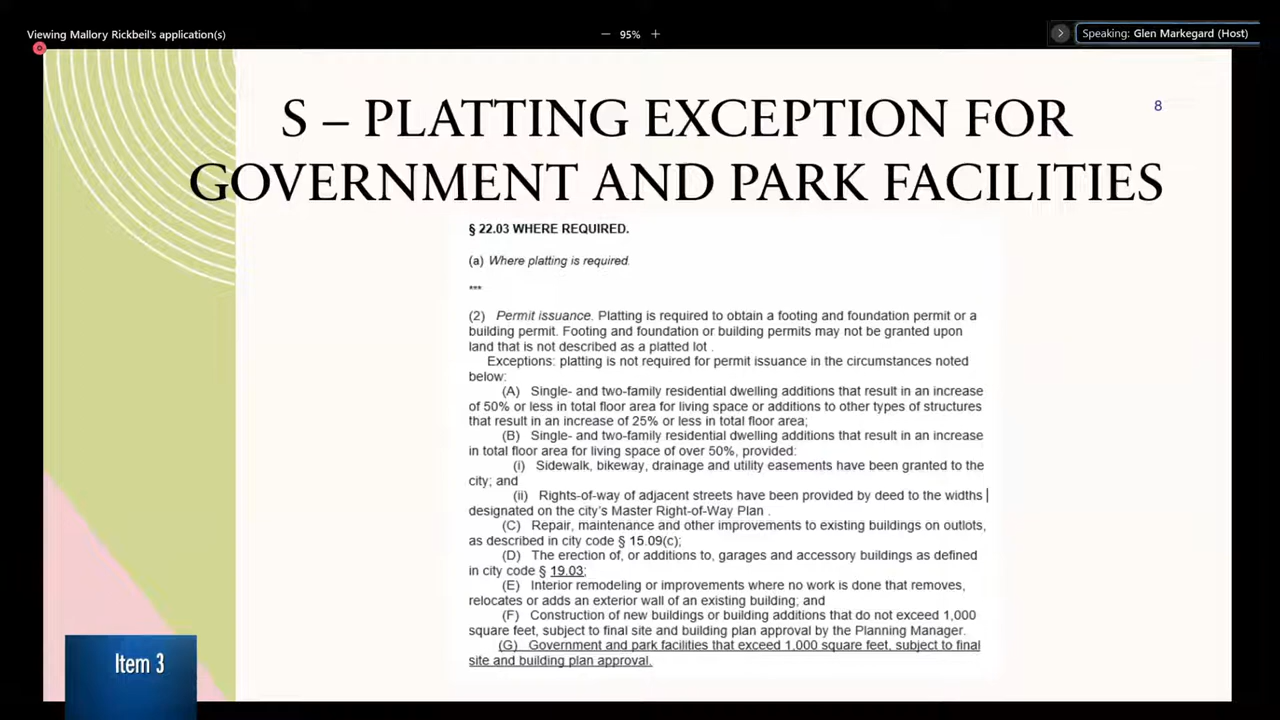 Viewing Mallory Rickbeil's application(s)
95%
Speaking: Glen Markegard (Host)
S – PLATTING EXCEPTION FOR
GOVERNMENT AND PARK FACILITIES
8
§ 22.03 WHERE REQUIRED.
(a) Where platting is required.
***
(2) Permit issuance. Platting is required to obtain a footing and foundation permit or a
building permit. Footing and foundation or building permits may not be granted upon
land that is not described as a platted lot .
Exceptions: platting is not required for permit issuance in the circumstances noted
below:
(A) Single- and two-family residential dwelling additions that result in an increase
of 50% or less in total floor area for living space or additions to other types of structures
that result in an increase of 25% or less in total floor area;
(B) Single- and two-family residential dwelling additions that result in an increase
in total floor area for living space of over 50%, provided:
(i) Sidewalk, bikeway, drainage and utility easements have been granted to the
city; and
(ii) Rights-of-way of adjacent streets have been provided by deed to the widths
designated on the city's Master Right-of-Way Plan .
(C) Repair, maintenance and other improvements to existing buildings on outlots,
as described in city code § 15.09(c);
(D) The erection of, or additions to, garages and accessory buildings as defined
in city code § 19.03;
(E) Interior remodeling or improvements where no work is done that removes,
relocates or adds an exterior wall of an existing building; and
(F) Construction of new buildings or building additions that do not exceed 1,000
square feet, subject to final site and building plan approval by the Planning Manager.
(G) Government and park facilities that exceed 1,000 square feet, subject to final
site and building plan approval.
Item 3